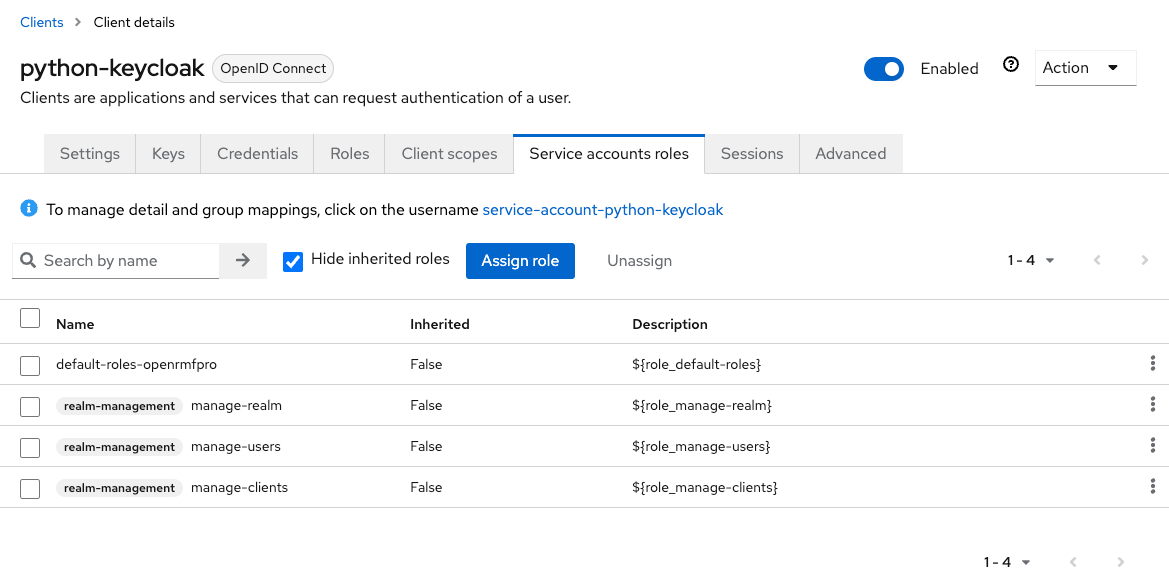 Clients > Client details
python-keycloak OpenID Connect Enabled Action
Clients are applications and services that can request authentication of a user.
Settings Keys Credentials Roles Client scopes Service accounts roles Sessions Advanced
To manage detail and group mappings, click on the username service-account-python-keycloak
Search by name Hide inherited roles Assign role Unassign 1 - 4
Name Inherited Description
default-roles-openrmfpro False ${role_default-roles}
realm-management manage-realm False ${role_manage-realm}
realm-management manage-users False ${role_manage-users}
realm-management manage-clients False ${role_manage-clients}
1 - 4